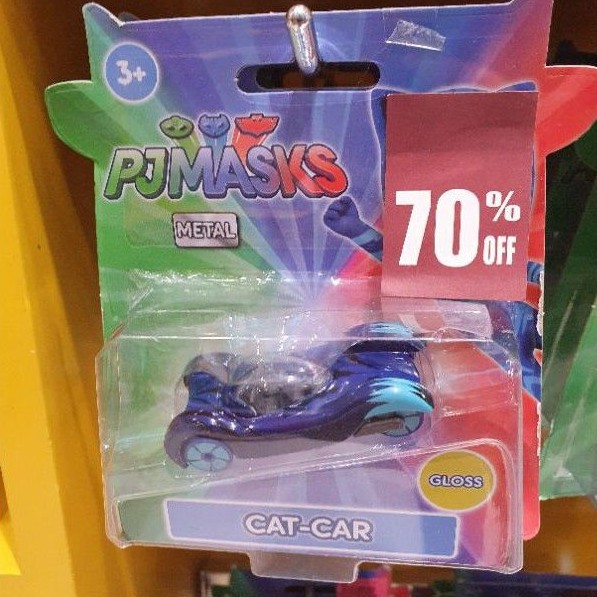 3+
PJMASKS
METAL
70%
OFF
GLOSS
CAT-CAR